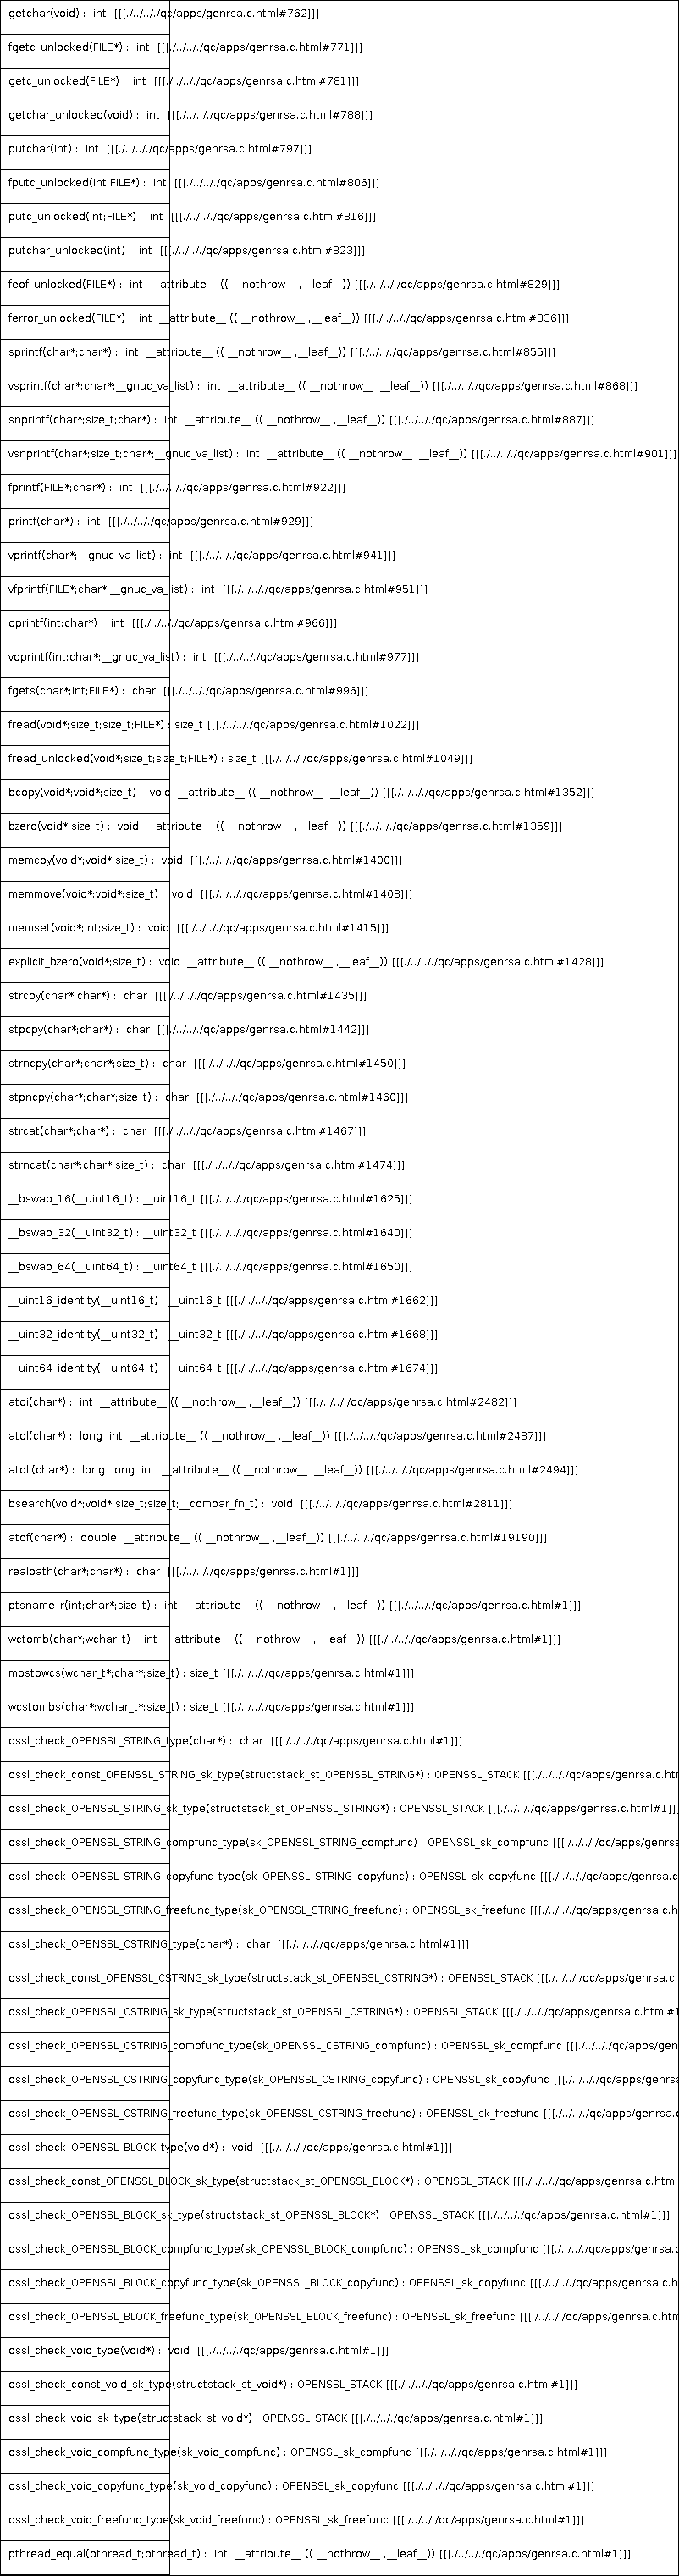 getchar(void) : int [[[./../././qc/apps/genrsa.c.html#762]]]
fgetc_unlocked(FILE*) : int [[[./../././qc/apps/genrsa.c.html#771]]]
getc_unlocked(FILE*) : int [[[./../././qc/apps/genrsa.c.html#781]]]
getchar_unlocked(void) : int [[[./../././qc/apps/genrsa.c.html#788]]]
putchar(int) : int [[[./../././qc/apps/genrsa.c.html#797]]]
fputc_unlocked(int;FILE*) : int [[[./../././qc/apps/genrsa.c.html#806]]]
putc_unlocked(int;FILE*) : int [[[./../././qc/apps/genrsa.c.html#816]]]
putchar_unlocked(int) : int [[[./../././qc/apps/genrsa.c.html#823]]]
feof_unlocked(FILE*) : int __attribute__ (( __nothrow__ ,__leaf__)) [[[./../././qc/apps/genrsa.c.html#829]]]
ferror_unlocked(FILE*) : int __attribute__ (( __nothrow__ ,__leaf__)) [[[./../././qc/apps/genrsa.c.html#836]]]
sprintf(char*;char*) : int __attribute__ (( __nothrow__ ,__leaf__)) [[[./../././qc/apps/genrsa.c.html#855]]]
vsprintf(char*;char*;__gnuc_va_list) : int __attribute__ (( __nothrow__ ,__leaf__)) [[[./../././qc/apps/genrsa.c.html#868]]]
snprintf(char*;size_t;char*) : int __attribute__ (( __nothrow__ ,__leaf__)) [[[./../././qc/apps/genrsa.c.html#887]]]
vsnprintf(char*;size_t;char*;__gnuc_va_list) : int __attribute__ (( __nothrow__ ,__leaf__)) [[[./../././qc/apps/genrsa.c.html#901]]]
fprintf(FILE*;char*) : int [[[./../././qc/apps/genrsa.c.html#922]]]
printf(char*) : int [[[./../././qc/apps/genrsa.c.html#929]]]
vprintf(char*;__gnuc_va_list) : int [[[./../././qc/apps/genrsa.c.html#941]]]
vfprintf(FILE*;char*;__gnuc_va_list) : int [[[./../././qc/apps/genrsa.c.html#951]]]
dprintf(int;char*) : int [[[./../././qc/apps/genrsa.c.html#966]]]
vdprintf(int;char*;__gnuc_va_list) : int [[[./../././qc/apps/genrsa.c.html#977]]]
fgets(char*;int;FILE*) : char [[[./../././qc/apps/genrsa.c.html#996]]]
fread(void*;size_t;size_t;FILE*) : size_t [[[./../././qc/apps/genrsa.c.html#1022]]]
fread_unlocked(void*;size_t;size_t;FILE*) : size_t [[[./../././qc/apps/genrsa.c.html#1049]]]
bcopy(void*;void*;size_t) : void __attribute__ (( __nothrow__ ,__leaf__)) [[[./../././qc/apps/genrsa.c.html#1352]]]
bzero(void*;size_t) : void __attribute__ (( __nothrow__ ,__leaf__)) [[[./../././qc/apps/genrsa.c.html#1359]]]
memcpy(void*;void*;size_t) : void [[[./../././qc/apps/genrsa.c.html#1400]]]
memmove(void*;void*;size_t) : void [[[./../././qc/apps/genrsa.c.html#1408]]]
memset(void*;int;size_t) : void [[[./../././qc/apps/genrsa.c.html#1415]]]
explicit_bzero(void*;size_t) : void __attribute__ (( __nothrow__ ,__leaf__)) [[[./../././qc/apps/genrsa.c.html#1428]]]
strcpy(char*;char*) : char [[[./../././qc/apps/genrsa.c.html#1435]]]
stpcpy(char*;char*) : char [[[./../././qc/apps/genrsa.c.html#1442]]]
strncpy(char*;char*;size_t) : char [[[./../././qc/apps/genrsa.c.html#1450]]]
stpncpy(char*;char*;size_t) : char [[[./../././qc/apps/genrsa.c.html#1460]]]
strcat(char*;char*) : char [[[./../././qc/apps/genrsa.c.html#1467]]]
strncat(char*;char*;size_t) : char [[[./../././qc/apps/genrsa.c.html#1474]]]
__bswap_16(__uint16_t) : __uint16_t [[[./../././qc/apps/genrsa.c.html#1625]]]
__bswap_32(__uint32_t) : __uint32_t [[[./../././qc/apps/genrsa.c.html#1640]]]
__bswap_64(__uint64_t) : __uint64_t [[[./../././qc/apps/genrsa.c.html#1650]]]
__uint16_identity(__uint16_t) : __uint16_t [[[./../././qc/apps/genrsa.c.html#1662]]]
__uint32_identity(__uint32_t) : __uint32_t [[[./../././qc/apps/genrsa.c.html#1668]]]
__uint64_identity(__uint64_t) : __uint64_t [[[./../././qc/apps/genrsa.c.html#1674]]]
atoi(char*) : int __attribute__ (( __nothrow__ ,__leaf__)) [[[./../././qc/apps/genrsa.c.html#2482]]]
atol(char*) : long int __attribute__ (( __nothrow__ ,__leaf__)) [[[./../././qc/apps/genrsa.c.html#2487]]]
atoll(char*) : long long int __attribute__ (( __nothrow__ ,__leaf__)) [[[./../././qc/apps/genrsa.c.html#2494]]]
bsearch(void*;void*;size_t;size_t;__compar_fn_t) : void [[[./../././qc/apps/genrsa.c.html#2811]]]
atof(char*) : double __attribute__ (( __nothrow__ ,__leaf__)) [[[./../././qc/apps/genrsa.c.html#19190]]]
realpath(char*;char*) : char [[[./../././qc/apps/genrsa.c.html#1]]]
ptsname_r(int;char*;size_t) : int __attribute__ (( __nothrow__ ,__leaf__)) [[[./../././qc/apps/genrsa.c.html#1]]]
wctomb(char*;wchar_t) : int __attribute__ (( __nothrow__ ,__leaf__)) [[[./../././qc/apps/genrsa.c.html#1]]]
mbstowcs(wchar_t*;char*;size_t) : size_t [[[./../././qc/apps/genrsa.c.html#1]]]
wcstombs(char*;wchar_t*;size_t) : size_t [[[./../././qc/apps/genrsa.c.html#1]]]
ossl_check_OPENSSL_STRING_type(char*) : char [[[./../././qc/apps/genrsa.c.html#1]]]
ossl_check_const_OPENSSL_STRING_sk_type(structstack_st_OPENSSL_STRING*) : OPENSSL_STACK [[[./../././qc/apps/genrsa.c.htm
ossl_check_OPENSSL_STRING_sk_type(structstack_st_OPENSSL_STRING*) : OPENSSL_STACK [[[./../././qc/apps/genrsa.c.html#1]]]
ossl_check_OPENSSL_STRING_compfunc_type(sk_OPENSSL_STRING_compfunc) : OPENSSL_sk_compfunc [[[./../././qc/apps/genrsa
ossl_check_OPENSSL_STRING_copyfunc_type(sk_OPENSSL_STRING_copyfunc) : OPENSSL_sk_copyfunc [[[./../././qc/apps/genrsa.c
ossl_check_OPENSSL_STRING_freefunc_type(sk_OPENSSL_STRING_freefunc) : OPENSSL_sk_freefunc [[[./../././qc/apps/genrsa.c.h
ossl_check_OPENSSL_CSTRING_type(char*) : char [[[./../././qc/apps/genrsa.c.html#1]]]
ossl_check_const_OPENSSL_CSTRING_sk_type(structstack_st_OPENSSL_CSTRING*) : OPENSSL_STACK [[[./../././qc/apps/genrsa.c.
ossl_check_OPENSSL_CSTRING_sk_type(structstack_st_OPENSSL_CSTRING*) : OPENSSL_STACK [[[./../././qc/apps/genrsa.c.html#1
ossl_check_OPENSSL_CSTRING_compfunc_type(sk_OPENSSL_CSTRING_compfunc) : OPENSSL_sk_compfunc [[[./../././qc/apps/gen
ossl_check_OPENSSL_CSTRING_copyfunc_type(sk_OPENSSL_CSTRING_copyfunc) : OPENSSL_sk_copyfunc [[[./../././qc/apps/genrsa
ossl_check_OPENSSL_CSTRING_freefunc_type(sk_OPENSSL_CSTRING_freefunc) : OPENSSL_sk_freefunc [[[./../././qc/apps/genrsa.c
ossl_check_OPENSSL_BLOCK_type(void*) : void [[[./../././qc/apps/genrsa.c.html#1]]]
ossl_check_const_OPENSSL_BLOCK_sk_type(structstack_st_OPENSSL_BLOCK*) : OPENSSL_STACK [[[./../././qc/apps/genrsa.c.html
ossl_check_OPENSSL_BLOCK_sk_type(structstack_st_OPENSSL_BLOCK*) : OPENSSL_STACK [[[./../././qc/apps/genrsa.c.html#1]]]
ossl_check_OPENSSL_BLOCK_compfunc_type(sk_OPENSSL_BLOCK_compfunc) : OPENSSL_sk_compfunc [[[./../././qc/apps/genrsa.c
ossl_check_OPENSSL_BLOCK_copyfunc_type(sk_OPENSSL_BLOCK_copyfunc) : OPENSSL_sk_copyfunc [[[./../././qc/apps/genrsa.c.h
ossl_check_OPENSSL_BLOCK_freefunc_type(sk_OPENSSL_BLOCK_freefunc) : OPENSSL_sk_freefunc [[[./../././qc/apps/genrsa.c.htm
ossl_check_void_type(void*) : void [[[./../././qc/apps/genrsa.c.html#1]]]
ossl_check_const_void_sk_type(structstack_st_void*) : OPENSSL_STACK [[[./../././qc/apps/genrsa.c.html#1]]]
ossl_check_void_sk_type(structstack_st_void*) : OPENSSL_STACK [[[./../././qc/apps/genrsa.c.html#1]]]
ossl_check_void_compfunc_type(sk_void_compfunc) : OPENSSL_sk_compfunc [[[./../././qc/apps/genrsa.c.html#1]]]
ossl_check_void_copyfunc_type(sk_void_copyfunc) : OPENSSL_sk_copyfunc [[[./../././qc/apps/genrsa.c.html#1]]]
ossl_check_void_freefunc_type(sk_void_freefunc) : OPENSSL_sk_freefunc [[[./../././qc/apps/genrsa.c.html#1]]]
pthread_equal(pthread_t;pthread_t) : int __attribute__ (( __nothrow__ ,__leaf__)) [[[./../././qc/apps/genrsa.c.html#1]]]